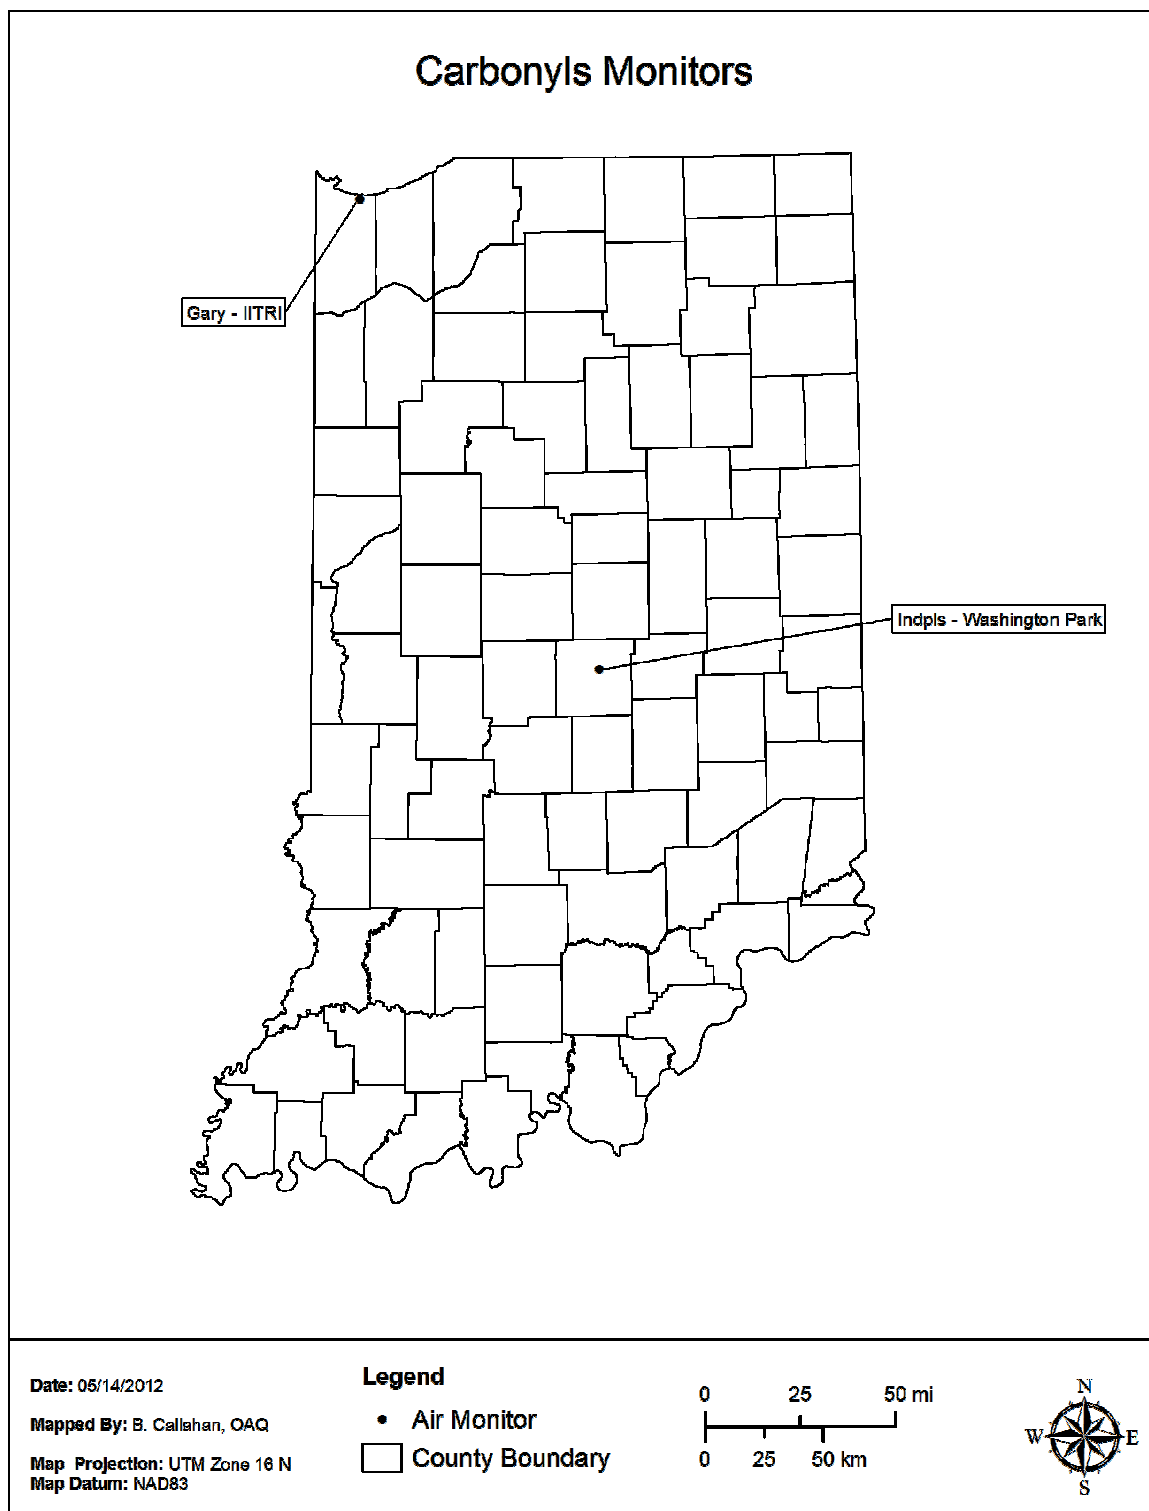 Carbonyls Monitors
Gary - IITRI
Indpls - Washington Park
Date: 05/14/2012
Mapped By: B. Callahan, OAQ
Map Projection: UTM Zone 16 N
Map Datum: NAD83
Legend
Air Monitor
County Boundary
0 25 50 mi
0 25 50 km
N
W E
S